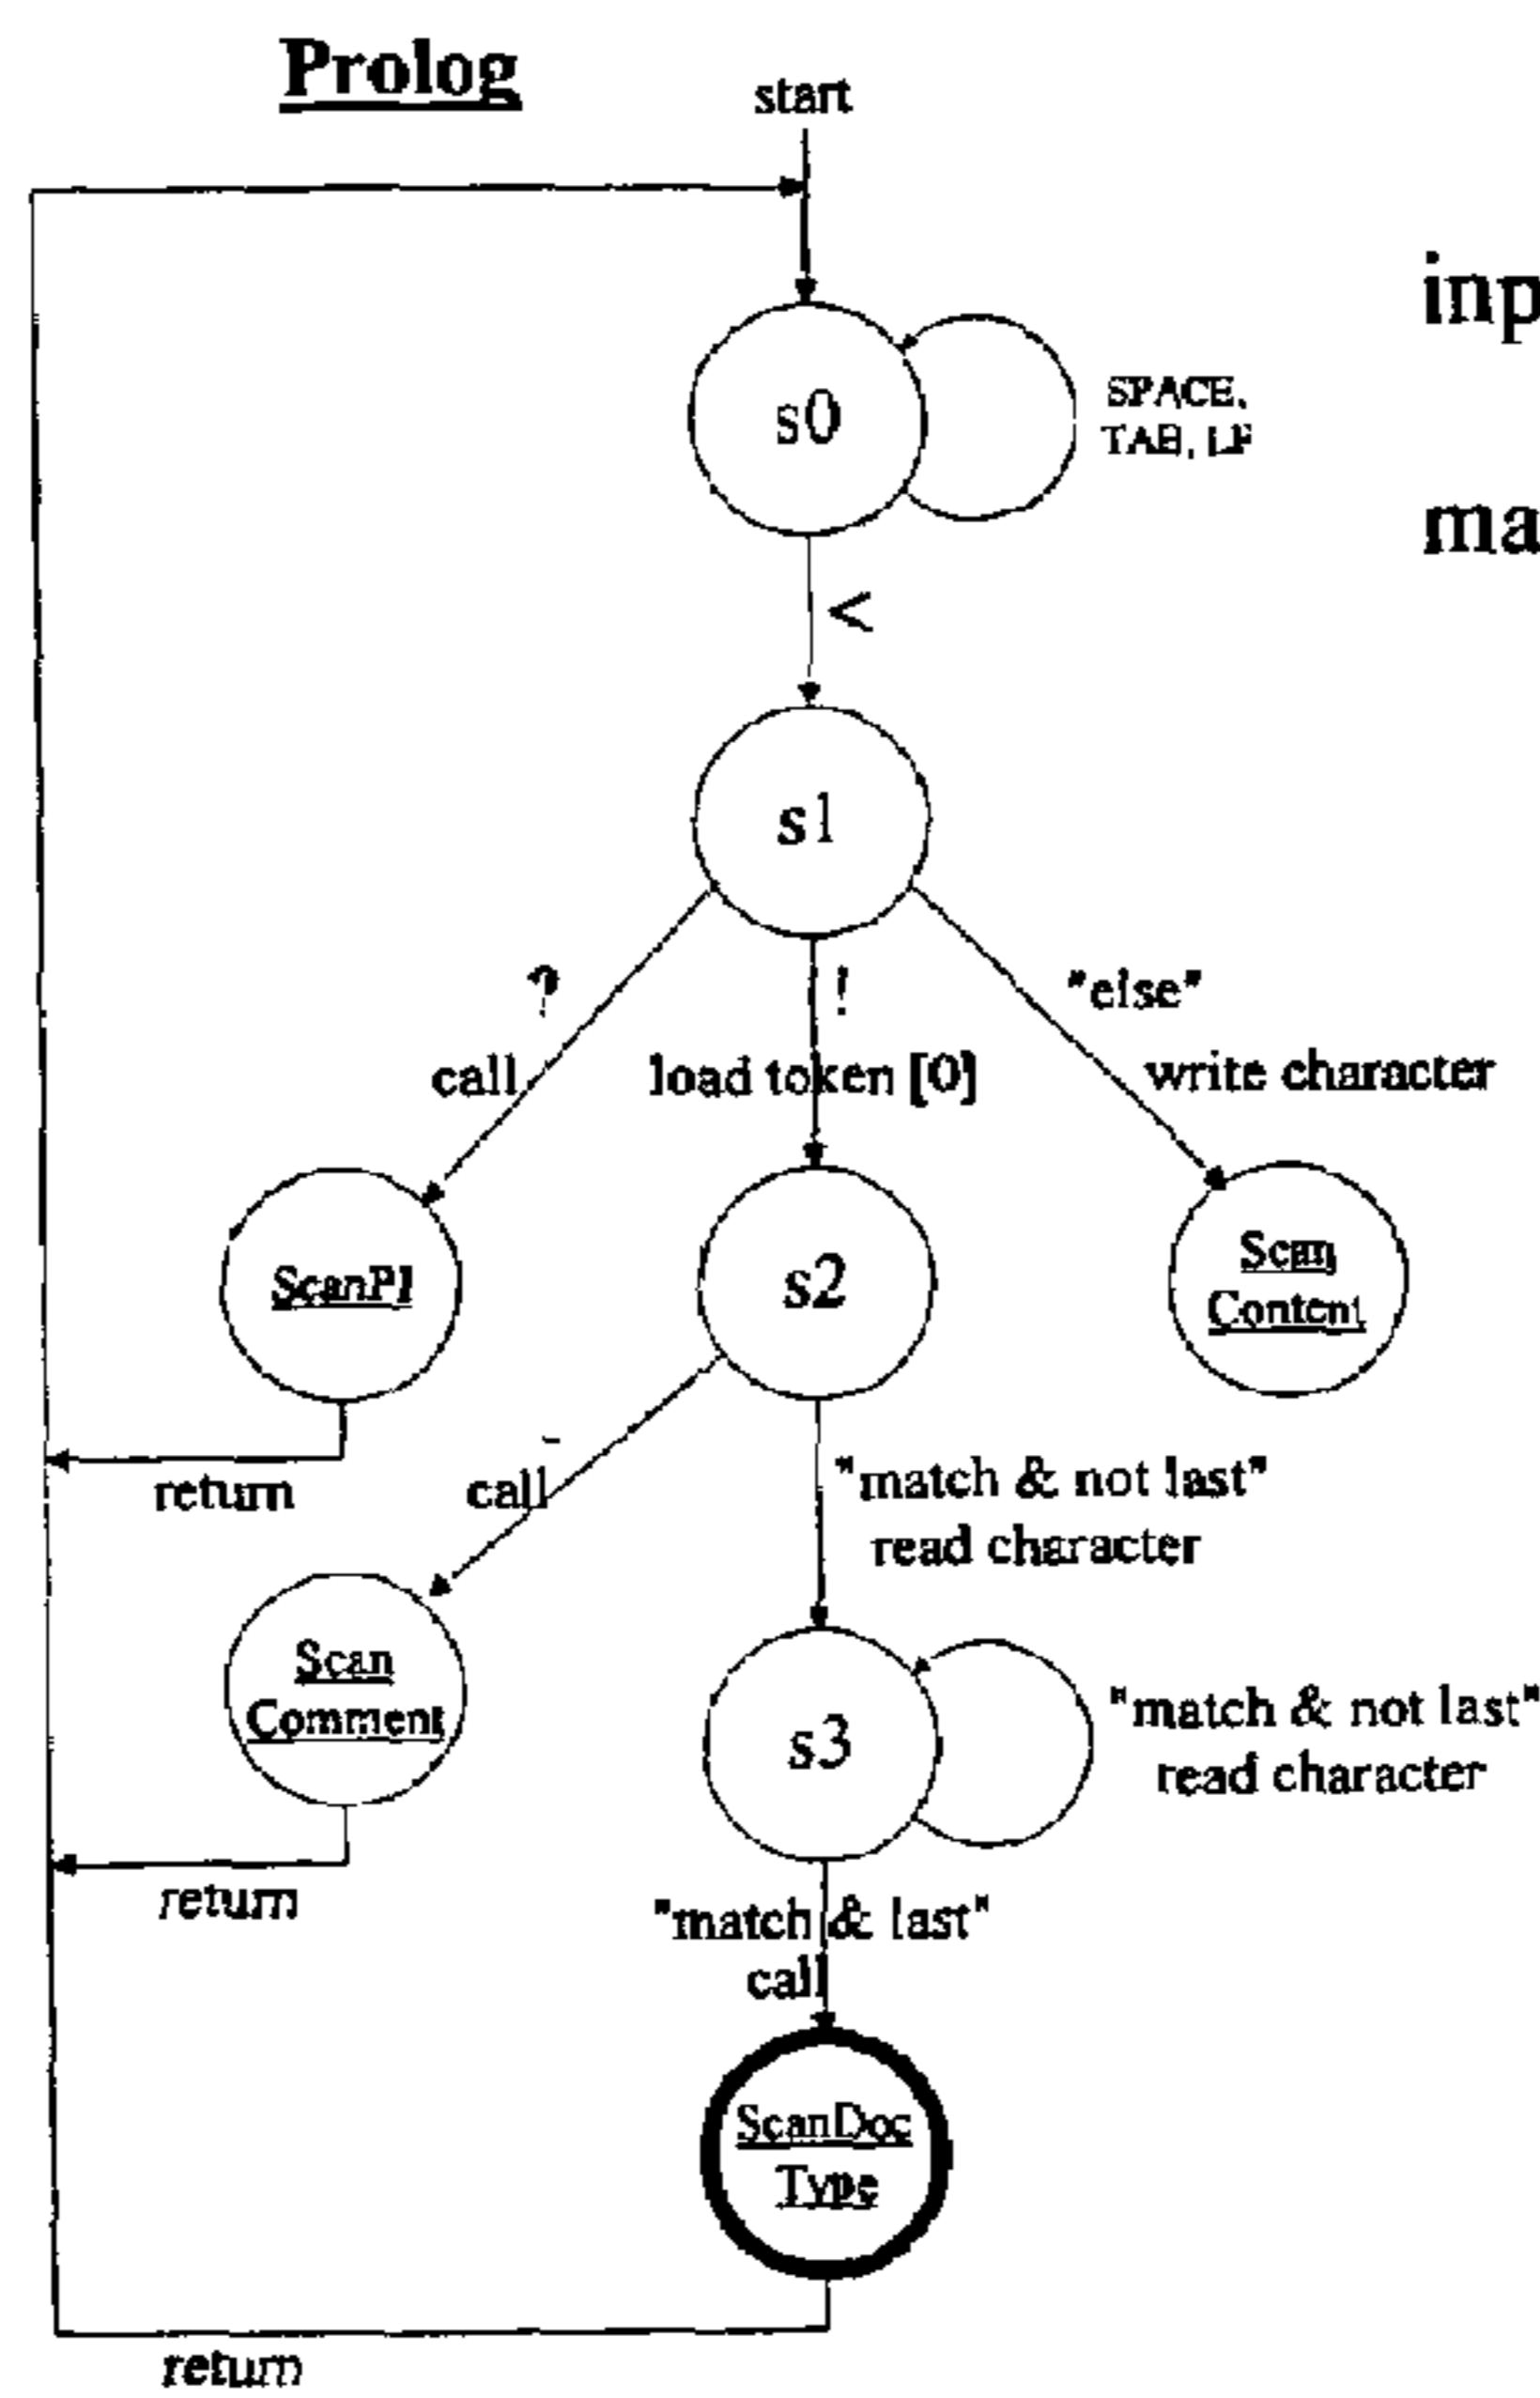 Prolog
start
inp
SPACE,
TAB, LF
ma
<
s1
s0
?
!
"else"
call
load token [0]
write character
ScanPI
s2
Scan
Content
-
call
"match & not last"
read character
return
Scan
Comment
s3
"match & not last"
read character
return
"match & last"
call
ScanDoc
Type
return